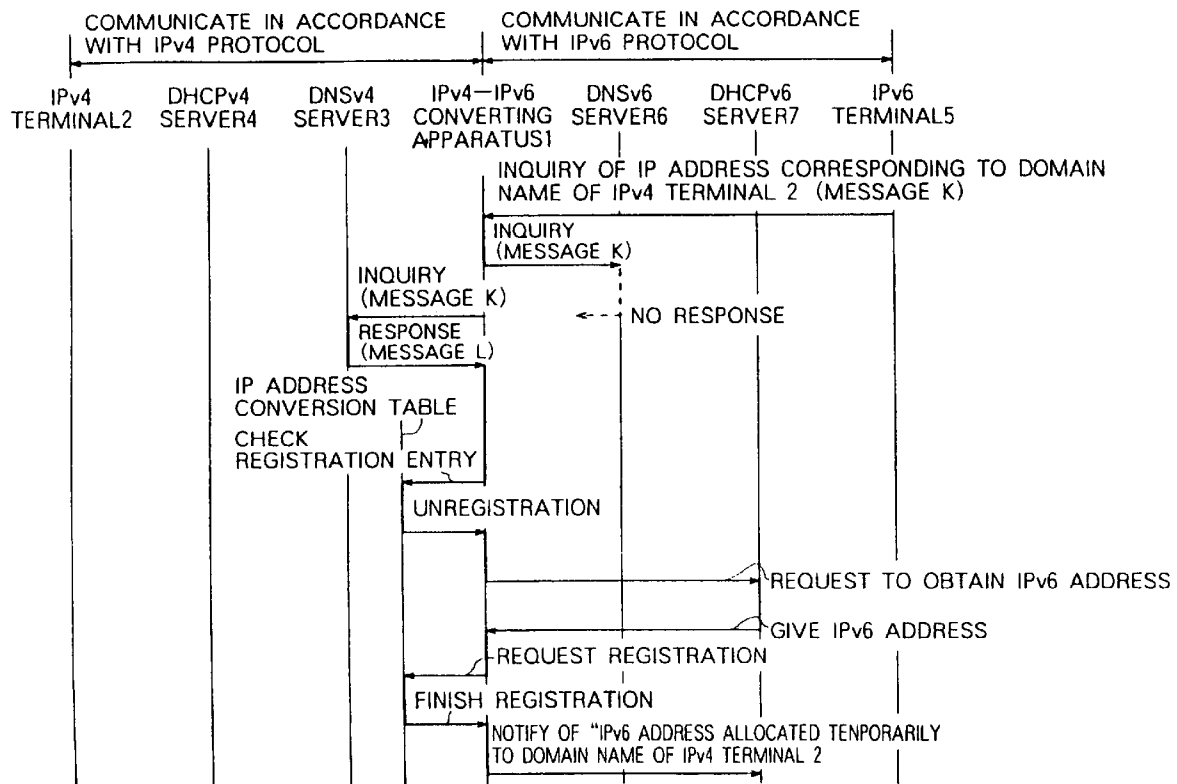 COMMUNICATE IN ACCORDANCE
WITH IPv4 PROTOCOL
COMMUNICATE IN ACCORDANCE
WITH IPv6 PROTOCOL
IPv4
TERMINAL2
DHCPv4
SERVER4
DNSv4
SERVER3
IPv4-IPv6
CONVERTING
APPARATUS1
DNSv6
SERVER6
DHCPv6
SERVER7
IPv6
TERMINAL5
INQUIRY OF IP ADDRESS CORRESPONDING TO DOMAIN
NAME OF IPv4 TERMINAL 2 (MESSAGE K)
INQUIRY
(MESSAGE K)
INQUIRY
(MESSAGE K)
NO RESPONSE
RESPONSE
(MESSAGE L)
IP ADDRESS
CONVERSION TABLE
CHECK
REGISTRATION ENTRY
UNREGISTRATION
REQUEST TO OBTAIN IPv6 ADDRESS
GIVE IPv6 ADDRESS
REQUEST REGISTRATION
FINISH REGISTRATION
NOTIFY OF "IPv6 ADDRESS ALLOCATED TENPORARILY
TO DOMAIN NAME OF IPv4 TERMINAL 2